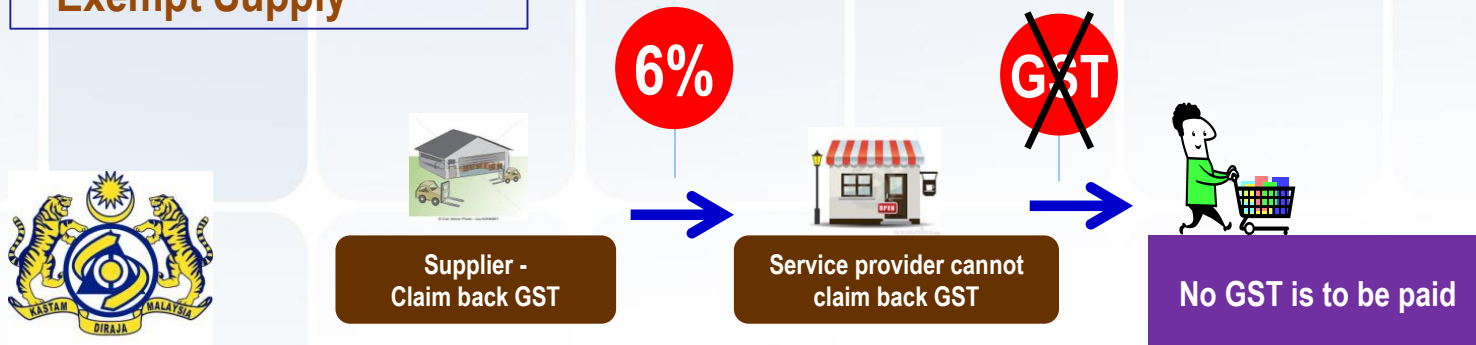 Exempt Supply
6%
GST
OPEN
KASTAM
DIRAJA
MALAYSIA
Supplier -
Claim back GST
Service provider cannot
claim back GST
No GST is to be paid